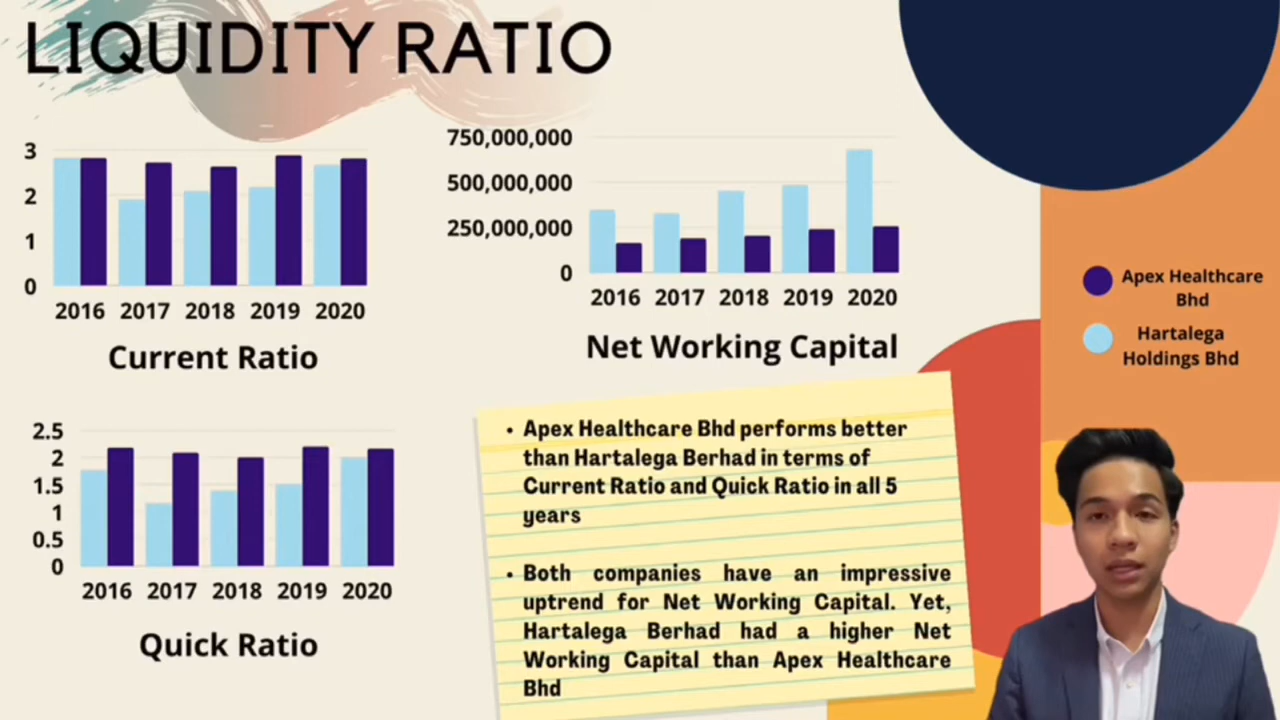 LIQUIDITY RATIO
3
2
1
0
2016 2017 2018 2019 2020
Current Ratio
750,000,000
500,000,000
250,000,000
0
2016 2017 2018 2019 2020
Net Working Capital
Apex Healthcare
Bhd
Hartalega
Holdings Bhd
2.5
2
1.5
1
0.5
0
2016 2017 2018 2019 2020
Quick Ratio
• Apex Healthcare Bhd performs better
than Hartalega Berhad in terms of
Current Ratio and Quick Ratio in all 5
years
• Both companies have an impressive
uptrend for Net Working Capital. Yet,
Hartalega Berhad had a higher Net
Working Capital than Apex Healthcare
Bhd